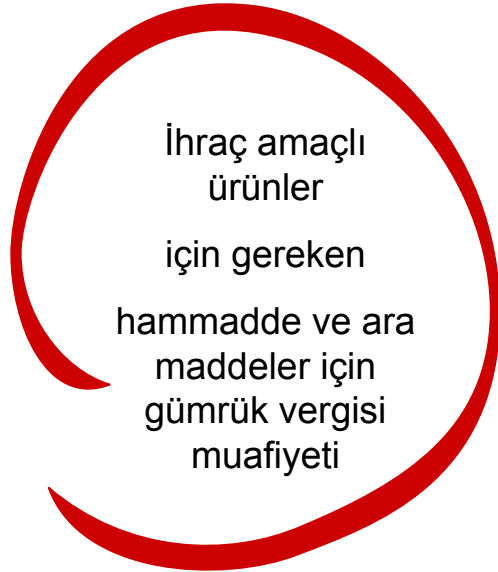 İhraç amaçlı
ürünler
için gereken
hammadde ve ara
maddeler için
gümrük vergisi
muafiyeti